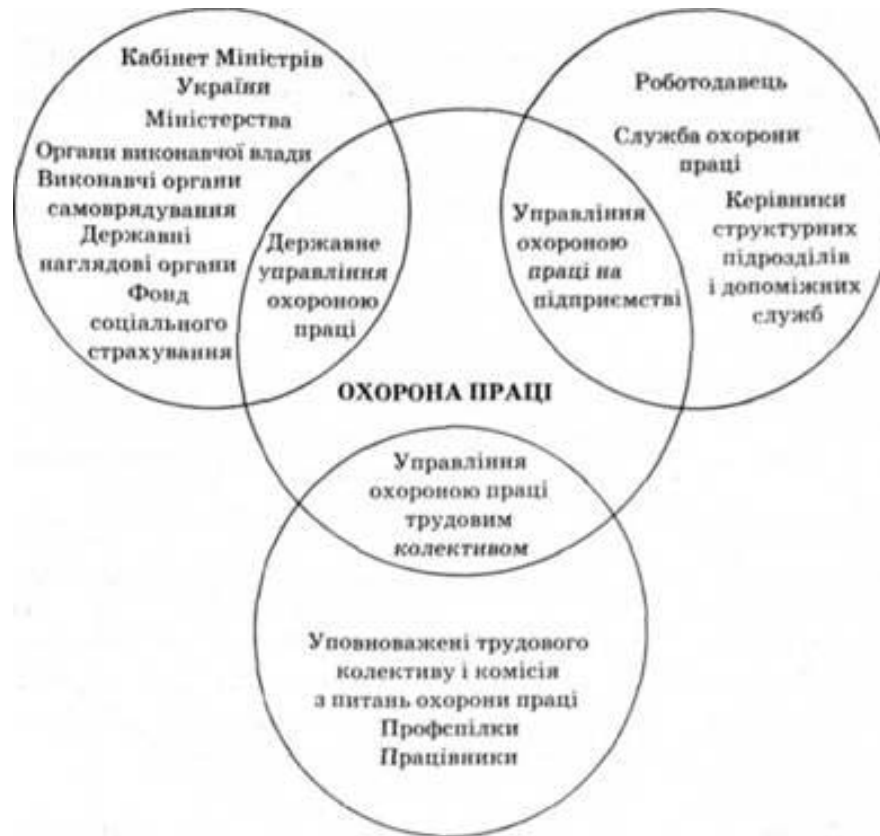 Кабінет Міністрів
України
Міністерства
Органи виконавчої влади
Виконавчі органи
самоврядування
Державні
наглядові органи
Фонд
соціального
страхування
Державне
управління
охороною
праці
Роботодавець
Служба охорони
праці
Керівники
структурних
підрозділів
і допоміжних
служб
Управління
охороною
праці на
підприємстві
ОХОРОНА ПРАЦІ
Управління
охороною праці
трудовим
колективом
Уповноважені трудового
колективу і комісія
з питань охорони праці
Профспілки
Працівники